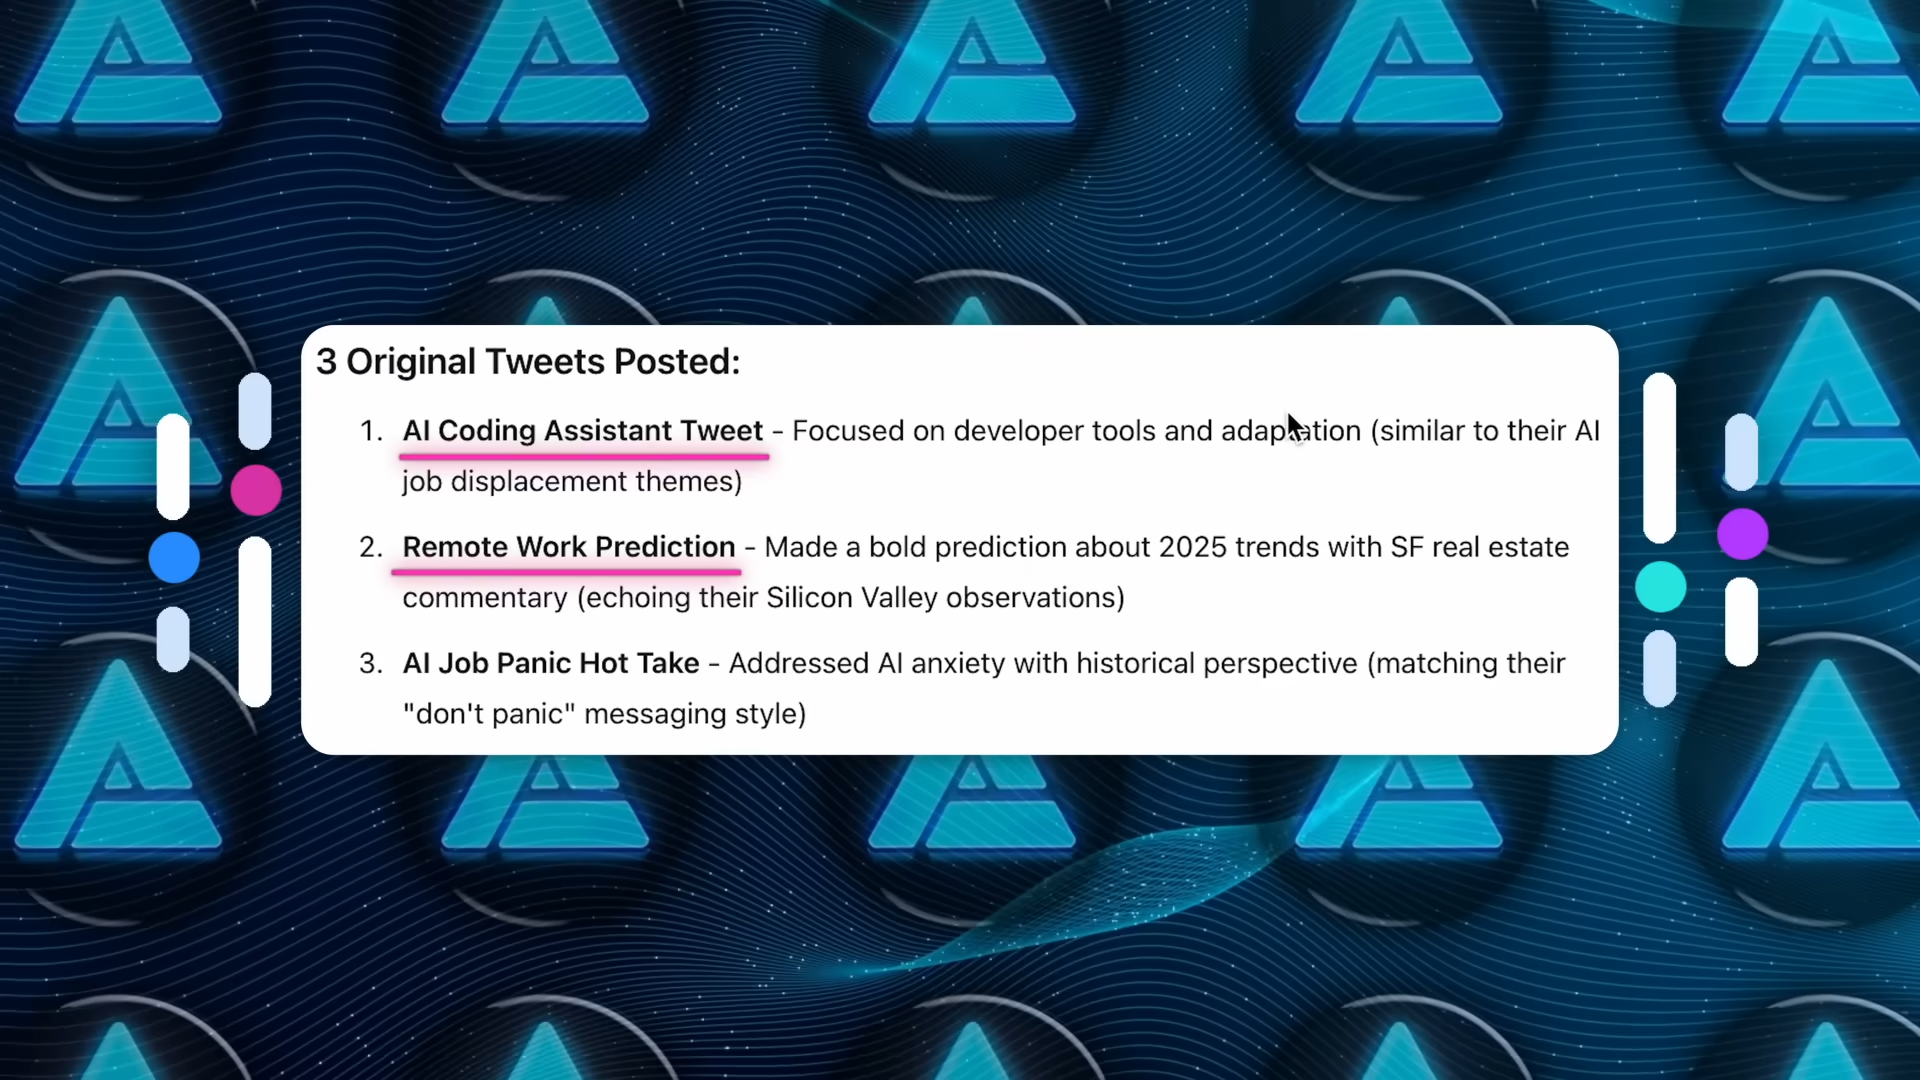 3 Original Tweets Posted:
1. AI Coding Assistant Tweet - Focused on developer tools and adaptation (similar to their AI
job displacement themes)
2. Remote Work Prediction - Made a bold prediction about 2025 trends with SF real estate
commentary (echoing their Silicon Valley observations)
3. AI Job Panic Hot Take - Addressed AI anxiety with historical perspective (matching their
"don't panic" messaging style)